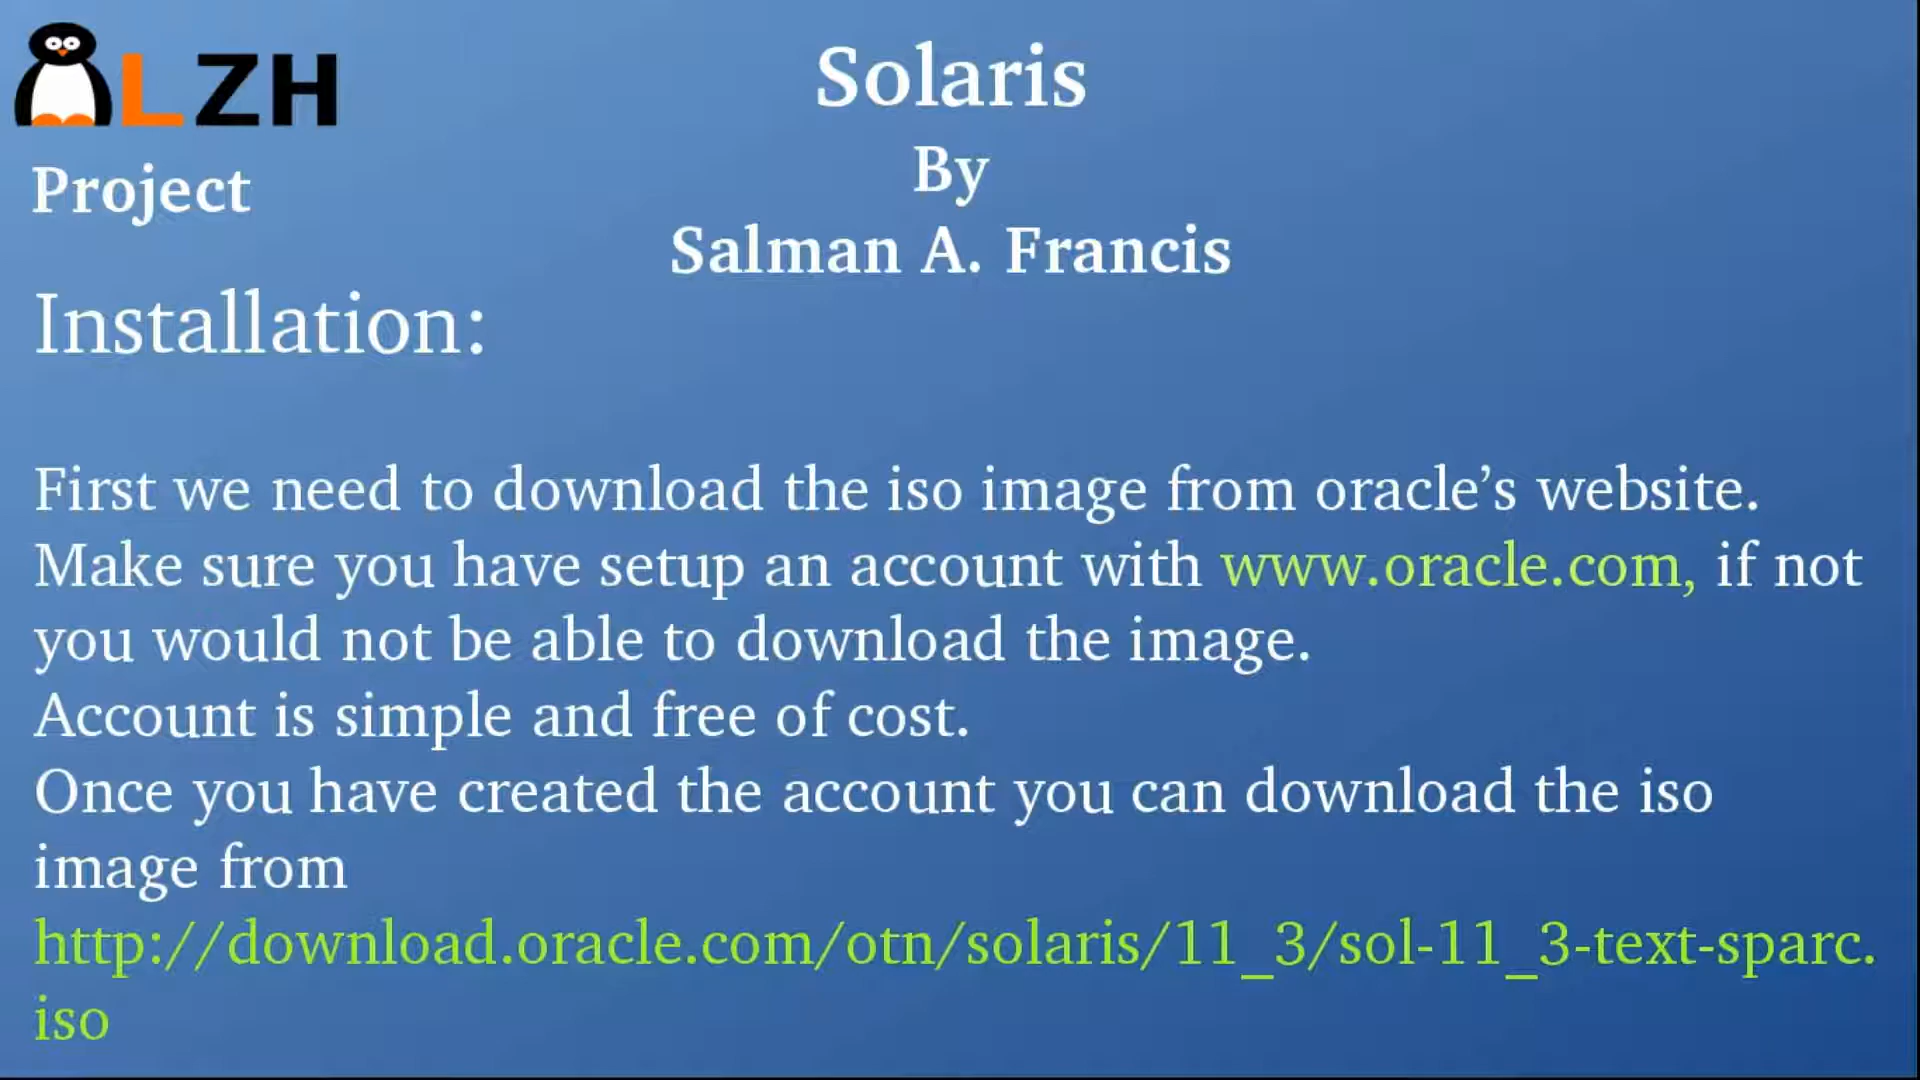 LZH
Project
Solaris
By
Salman A. Francis
Installation:
First we need to download the iso image from oracle’s website.
Make sure you have setup an account with www.oracle.com, if not
you would not be able to download the image.
Account is simple and free of cost.
Once you have created the account you can download the iso
image from
http://download.oracle.com/otn/solaris/11_3/sol-11_3-text-sparc.
iso